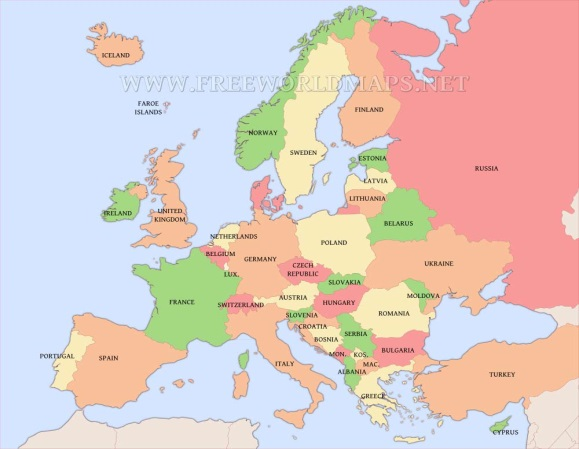 ICELAND
WWW.FREEWORLDMAPS.NET
FAROE
ISLANDS
FINLAND
NORWAY
SWEDEN
ESTONIA
RUSSIA
LATVIA
LITHUANIA
IRELAND
UNITED
KINGDOM
BELARUS
NETHERLANDS
POLAND
BELGIUM
GERMANY
UKRAINE
CZECH
REPUBLIC
LUX.
SLOVAKIA
FRANCE
AUSTRIA
MOLDOVA
SWITZERLAND
HUNGARY
SLOVENIA
ROMANIA
CROATIA
BOSNIA
SERBIA
PORTUGAL
SPAIN
ITALY
MON.
KOS.
BULGARIA
MAC.
ALBANIA
TURKEY
GREECE
CYPRUS